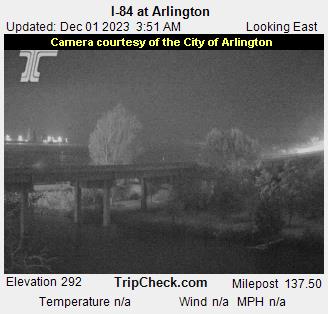 I-84 at Arlington
Updated: Dec 01 2023 3:51 AM Looking East
Camera courtesy of the City of Arlington
Elevation 292 TripCheck.com Milepost 137.50
Temperature n/a Wind n/a MPH n/a